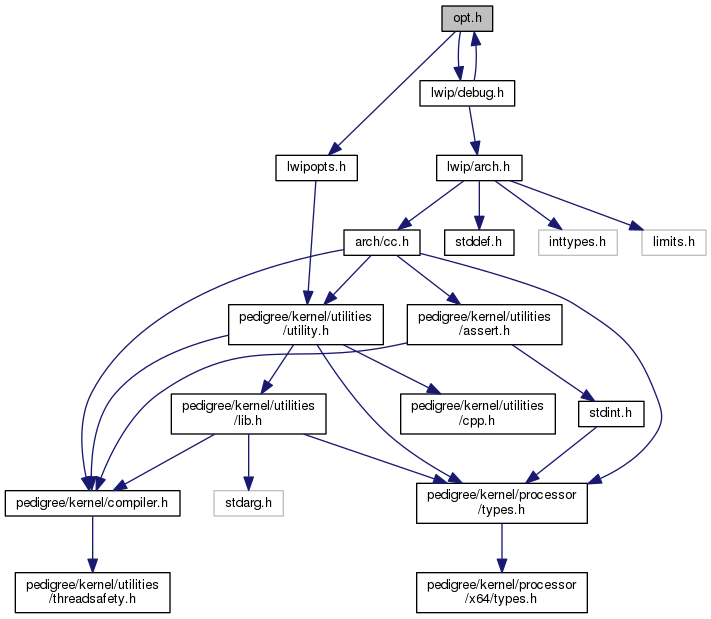 opt.h
lwip/debug.h
lwipopts.h
lwip/arch.h
arch/cc.h
stddef.h
inttypes.h
limits.h
pedigree/kernel/utilities
/utility.h
pedigree/kernel/utilities
/assert.h
pedigree/kernel/utilities
/lib.h
pedigree/kernel/utilities
/cpp.h
stdint.h
pedigree/kernel/compiler.h
stdarg.h
pedigree/kernel/processor
/types.h
pedigree/kernel/utilities
/threadsafety.h
pedigree/kernel/processor
/x64/types.h